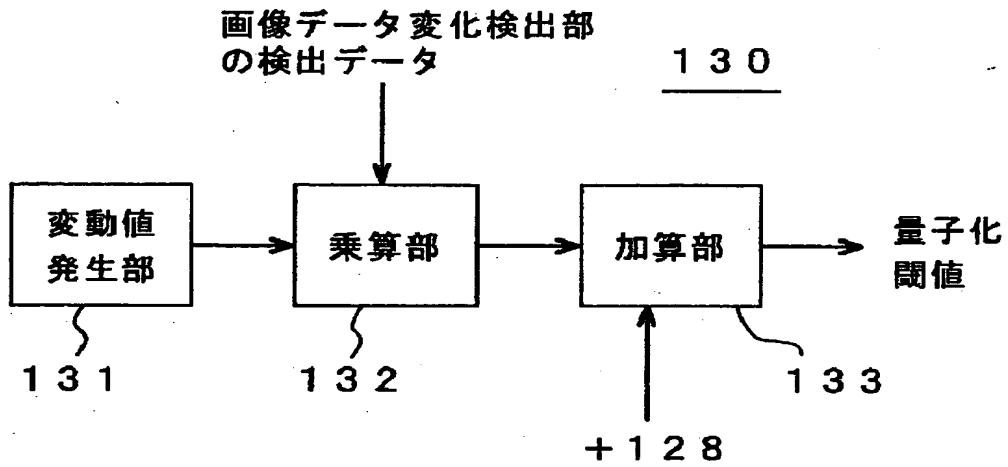 画像データ変化検出部
の検出データ
１３０
変動値
発生部
乗算部
加算部
量子化
閾値
１３１
１３２
１３３
＋１２８